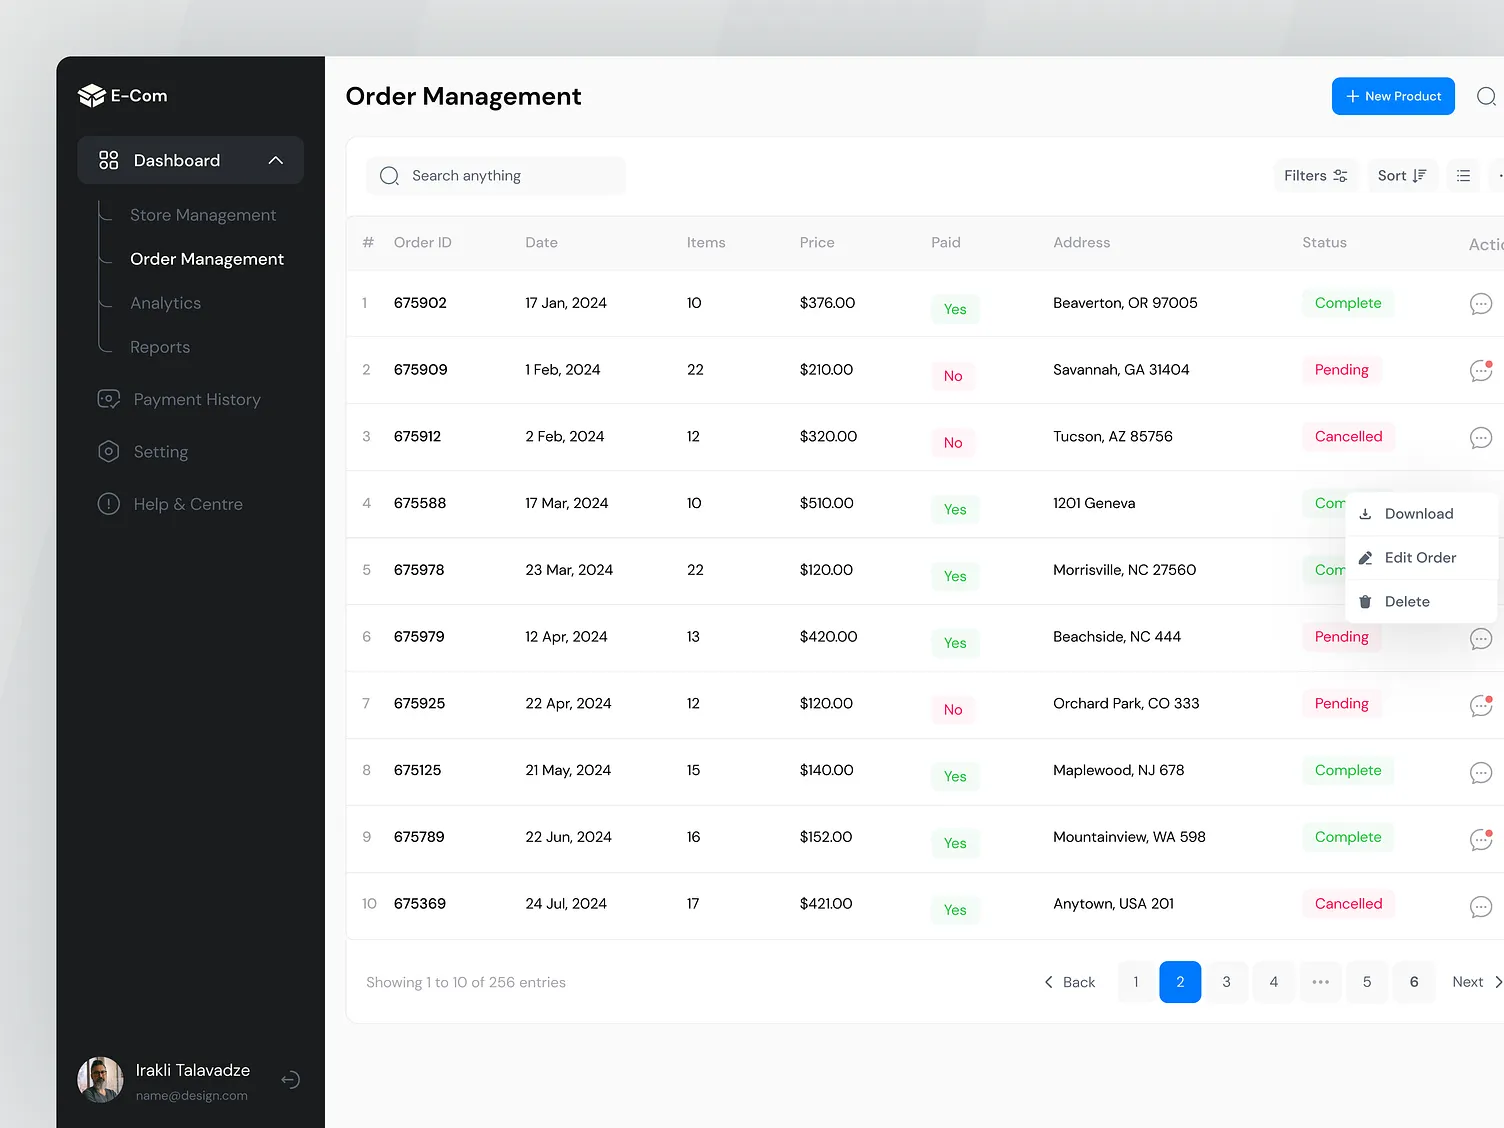 E-Com
Dashboard
Store Management
Order Management
Analytics
Reports
Payment History
Setting
Help & Centre
Irakli Talavadze
name@design.com
Order Management
+ New Product
Search anything
Filters
Sort
# Order ID Date Items Price Paid Address Status Actio
1 675902 17 Jan, 2024 10 $376.00 Yes Beaverton, OR 97005 Complete
2 675909 1 Feb, 2024 22 $210.00 No Savannah, GA 31404 Pending
3 675912 2 Feb, 2024 12 $320.00 No Tucson, AZ 85756 Cancelled
4 675588 17 Mar, 2024 10 $510.00 Yes 1201 Geneva Com
5 675978 23 Mar, 2024 22 $120.00 Yes Morrisville, NC 27560 Com
6 675979 12 Apr, 2024 13 $420.00 Yes Beachside, NC 444 Pending
7 675925 22 Apr, 2024 12 $120.00 No Orchard Park, CO 333 Pending
8 675125 21 May, 2024 15 $140.00 Yes Maplewood, NJ 678 Complete
9 675789 22 Jun, 2024 16 $152.00 Yes Mountainview, WA 598 Complete
10 675369 24 Jul, 2024 17 $421.00 Yes Anytown, USA 201 Cancelled
Download
Edit Order
Delete
Showing 1 to 10 of 256 entries
Back 1 2 3 4 ••• 5 6 Next